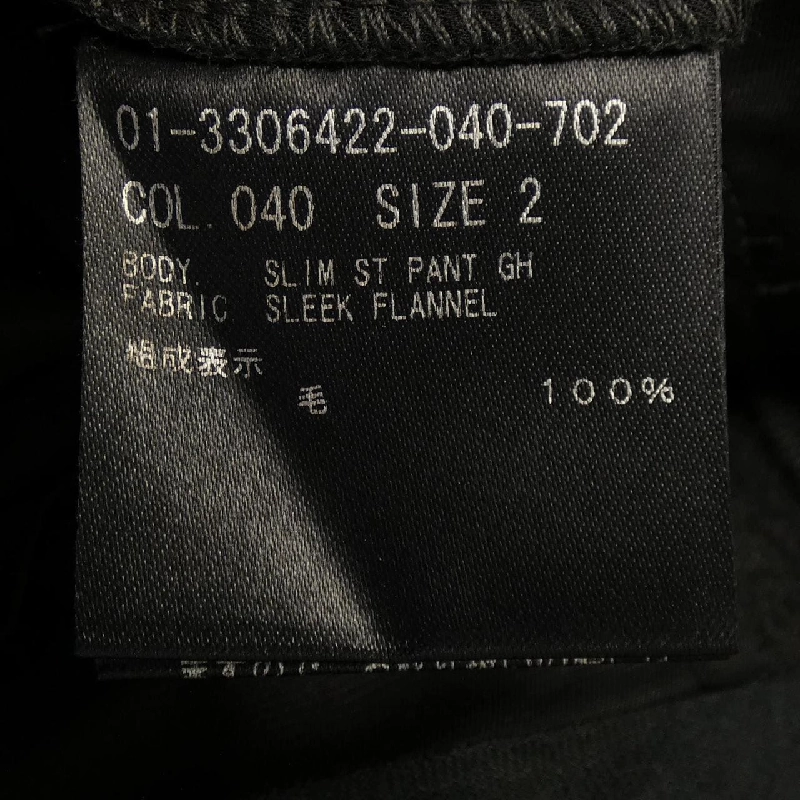 01-3306422-040-702
COL. 040 SIZE 2
BODY. SLIM ST PANT GH
FABRIC SLEEK FLANNEL
組成表示
毛 100%